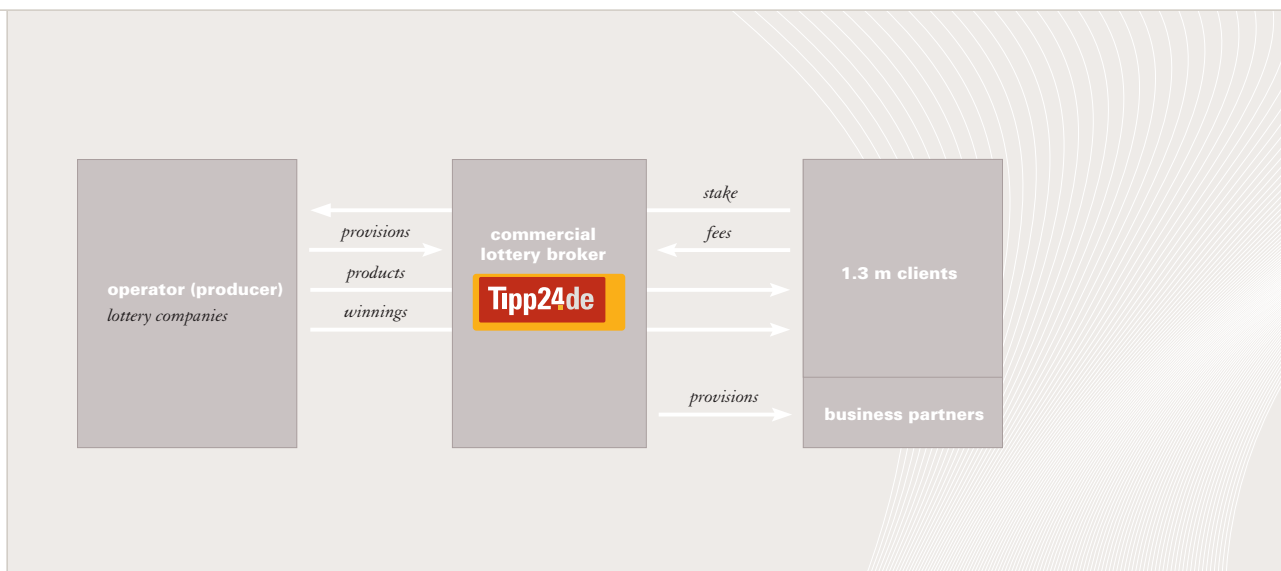 operator (producer)
lottery companies
provisions
products
winnings
commercial
lottery broker
Tipp24.de
stake
fees
provisions
1.3 m clients
business partners